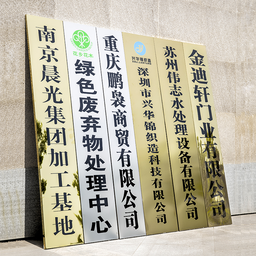 南京晨光集团加工基地
绿色废弃物处理中心
重庆鹏袅商贸有限公司
深圳市兴华锦织造科技有限公司
苏州伟志水处理设备有限公司
金迪轩门业有限公司